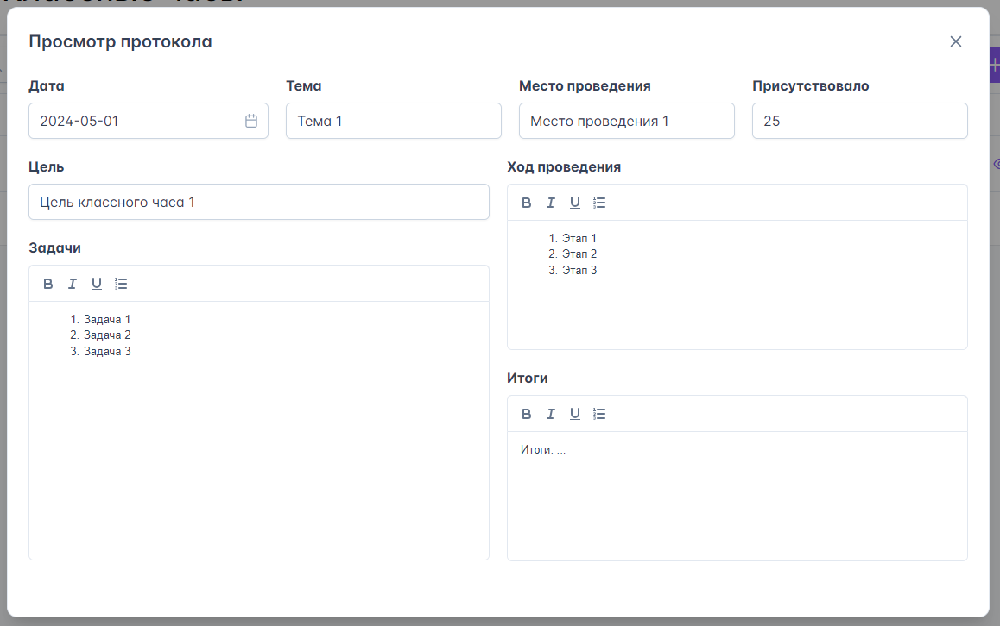 Просмотр протокола
Дата
Тема
Место проведения
Присутствовало
2024-05-01
Тема 1
Место проведения 1
25
Цель
Цель классного часа 1
Задачи
B I U
1. Задача 1
2. Задача 2
3. Задача 3
Ход проведения
B I U
1. Этап 1
2. Этап 2
3. Этап 3
Итоги
B I U
Итоги: ...